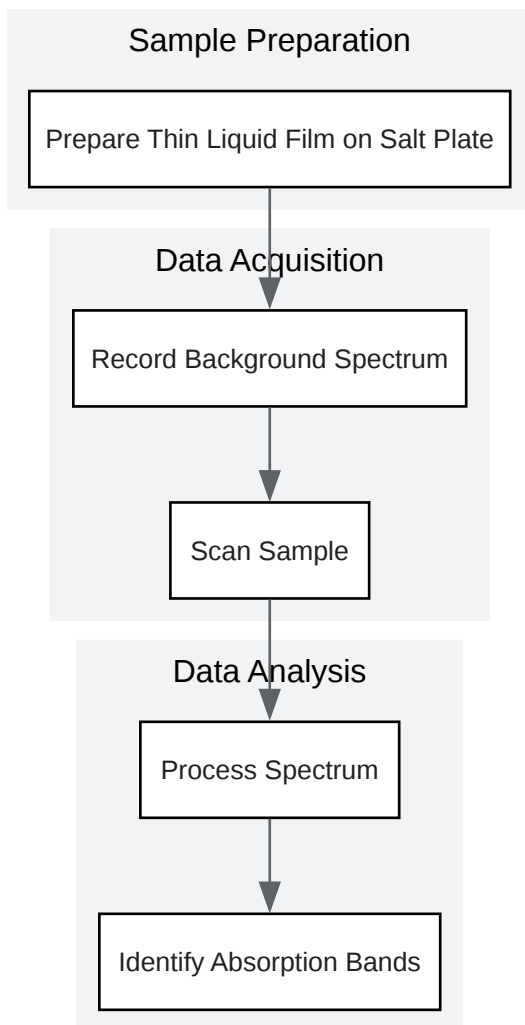 Sample Preparation
Prepare Thin Liquid Film on Salt Plate
Data Acquisition
Record Background Spectrum
Scan Sample
Data Analysis
Process Spectrum
Identify Absorption Bands